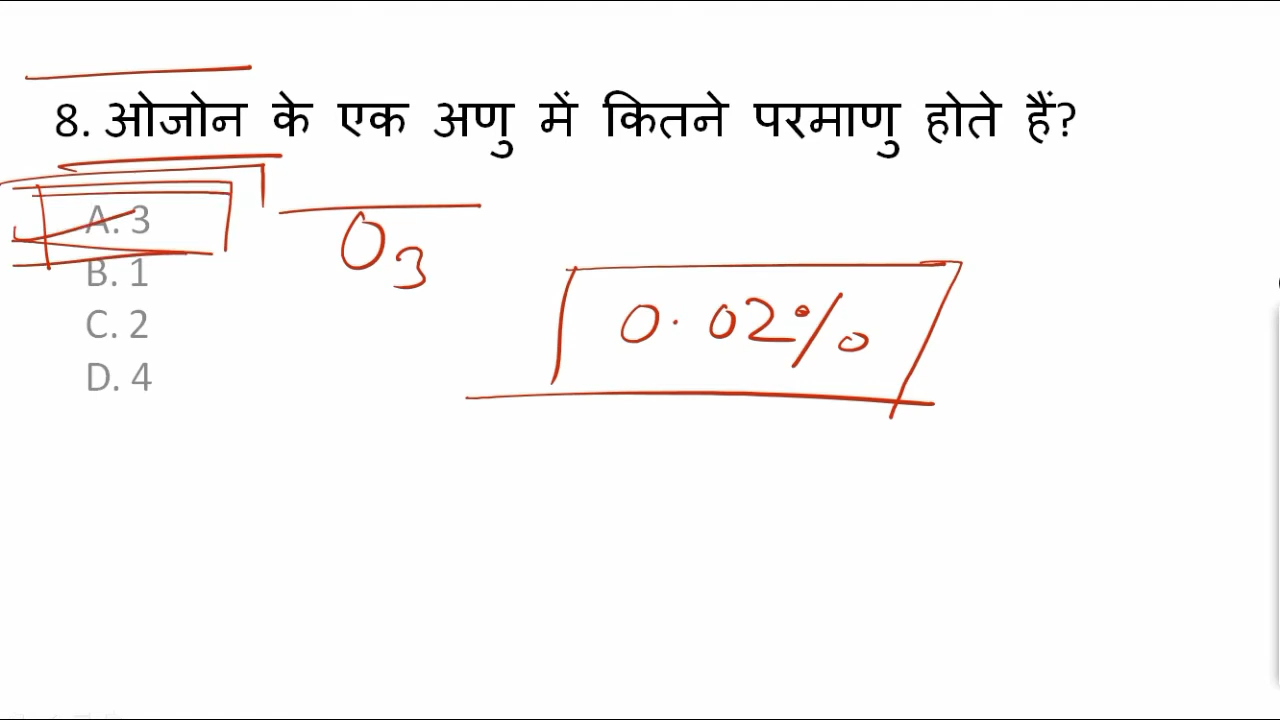 8. ओजोन के एक अणु में कितने परमाणु होते हैं?
A. 3
O3
B. 1
0.02%
C. 2
D. 4